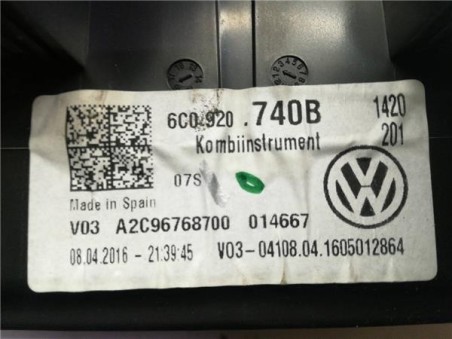 6C0 920 .740B 1420
Kombiinstrument 201
07S
Made in Spain
V03 A2C96768700 014667
08.04.2016 - 21:39:45 V03-04108.04.1605012864